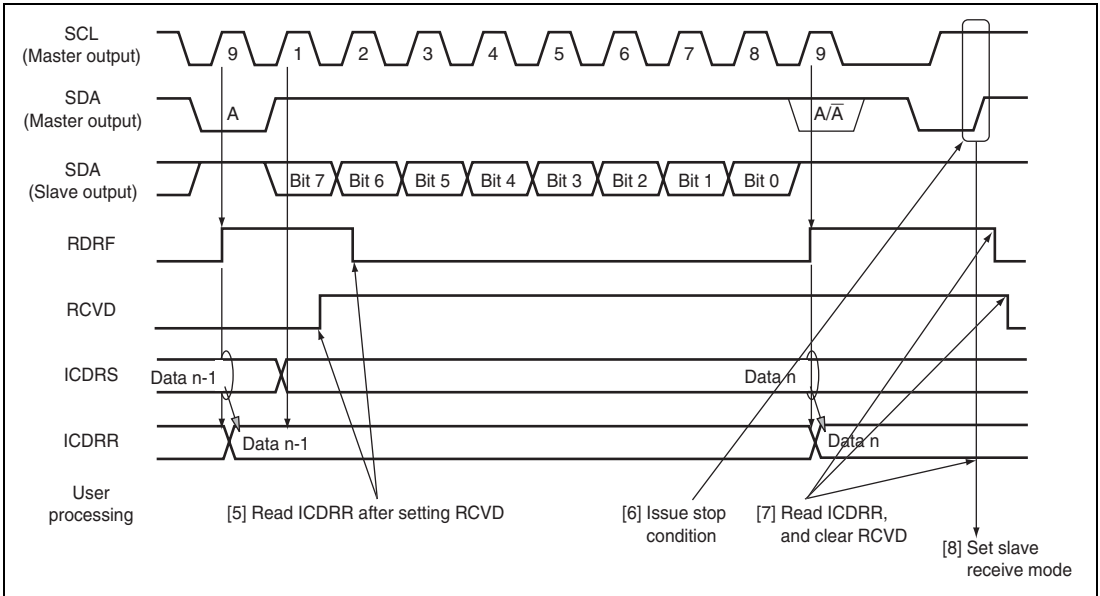 SCL
(Master output)
9 1 2 3 4 5 6 7 8 9
SDA
(Master output)
A A/A̅
SDA
(Slave output)
Bit 7 Bit 6 Bit 5 Bit 4 Bit 3 Bit 2 Bit 1 Bit 0
RDRF
RCVD
ICDRS
Data n-1 Data n
ICDRR
Data n-1 Data n
User
processing
[5] Read ICDRR after setting RCVD
[6] Issue stop
condition
[7] Read ICDRR,
and clear RCVD
[8] Set slave
receive mode